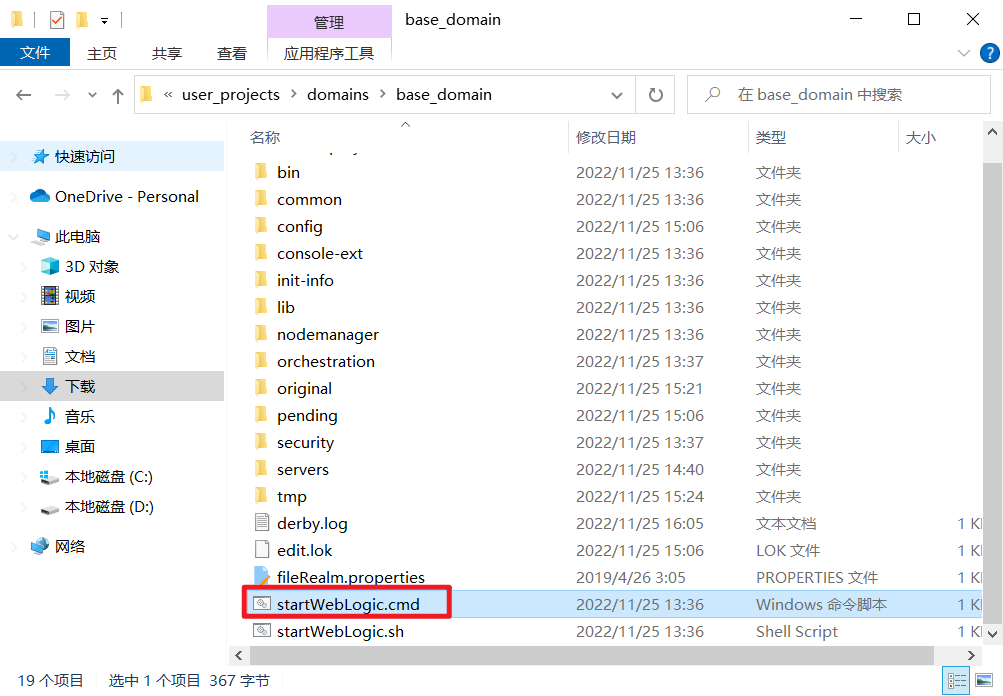 管理
base_domain
文件
主页
共享
查看
应用程序工具
« user_projects > domains > base_domain
在 base_domain 中搜索
快速访问
OneDrive - Personal
此电脑
3D 对象
视频
图片
文档
下载
音乐
桌面
本地磁盘 (C:)
本地磁盘 (D:)
网络
名称 修改日期 类型 大小
bin 2022/11/25 13:36 文件夹
common 2022/11/25 13:36 文件夹
config 2022/11/25 15:06 文件夹
console-ext 2022/11/25 13:36 文件夹
init-info 2022/11/25 13:36 文件夹
lib 2022/11/25 13:36 文件夹
nodemanager 2022/11/25 13:36 文件夹
orchestration 2022/11/25 13:37 文件夹
original 2022/11/25 15:21 文件夹
pending 2022/11/25 15:06 文件夹
security 2022/11/25 13:37 文件夹
servers 2022/11/25 14:40 文件夹
tmp 2022/11/25 15:24 文件夹
derby.log 2022/11/25 16:05 文本文档 1 K
edit.lok 2022/11/25 15:06 LOK 文件 1 K
fileRealm.properties 2019/4/26 3:05 PROPERTIES 文件 1 K
startWebLogic.cmd 2022/11/25 13:36 Windows 命令脚本 1 K
startWebLogic.sh 2022/11/25 13:36 Shell Script 1 K
19 个项目 选中 1 个项目 367 字节